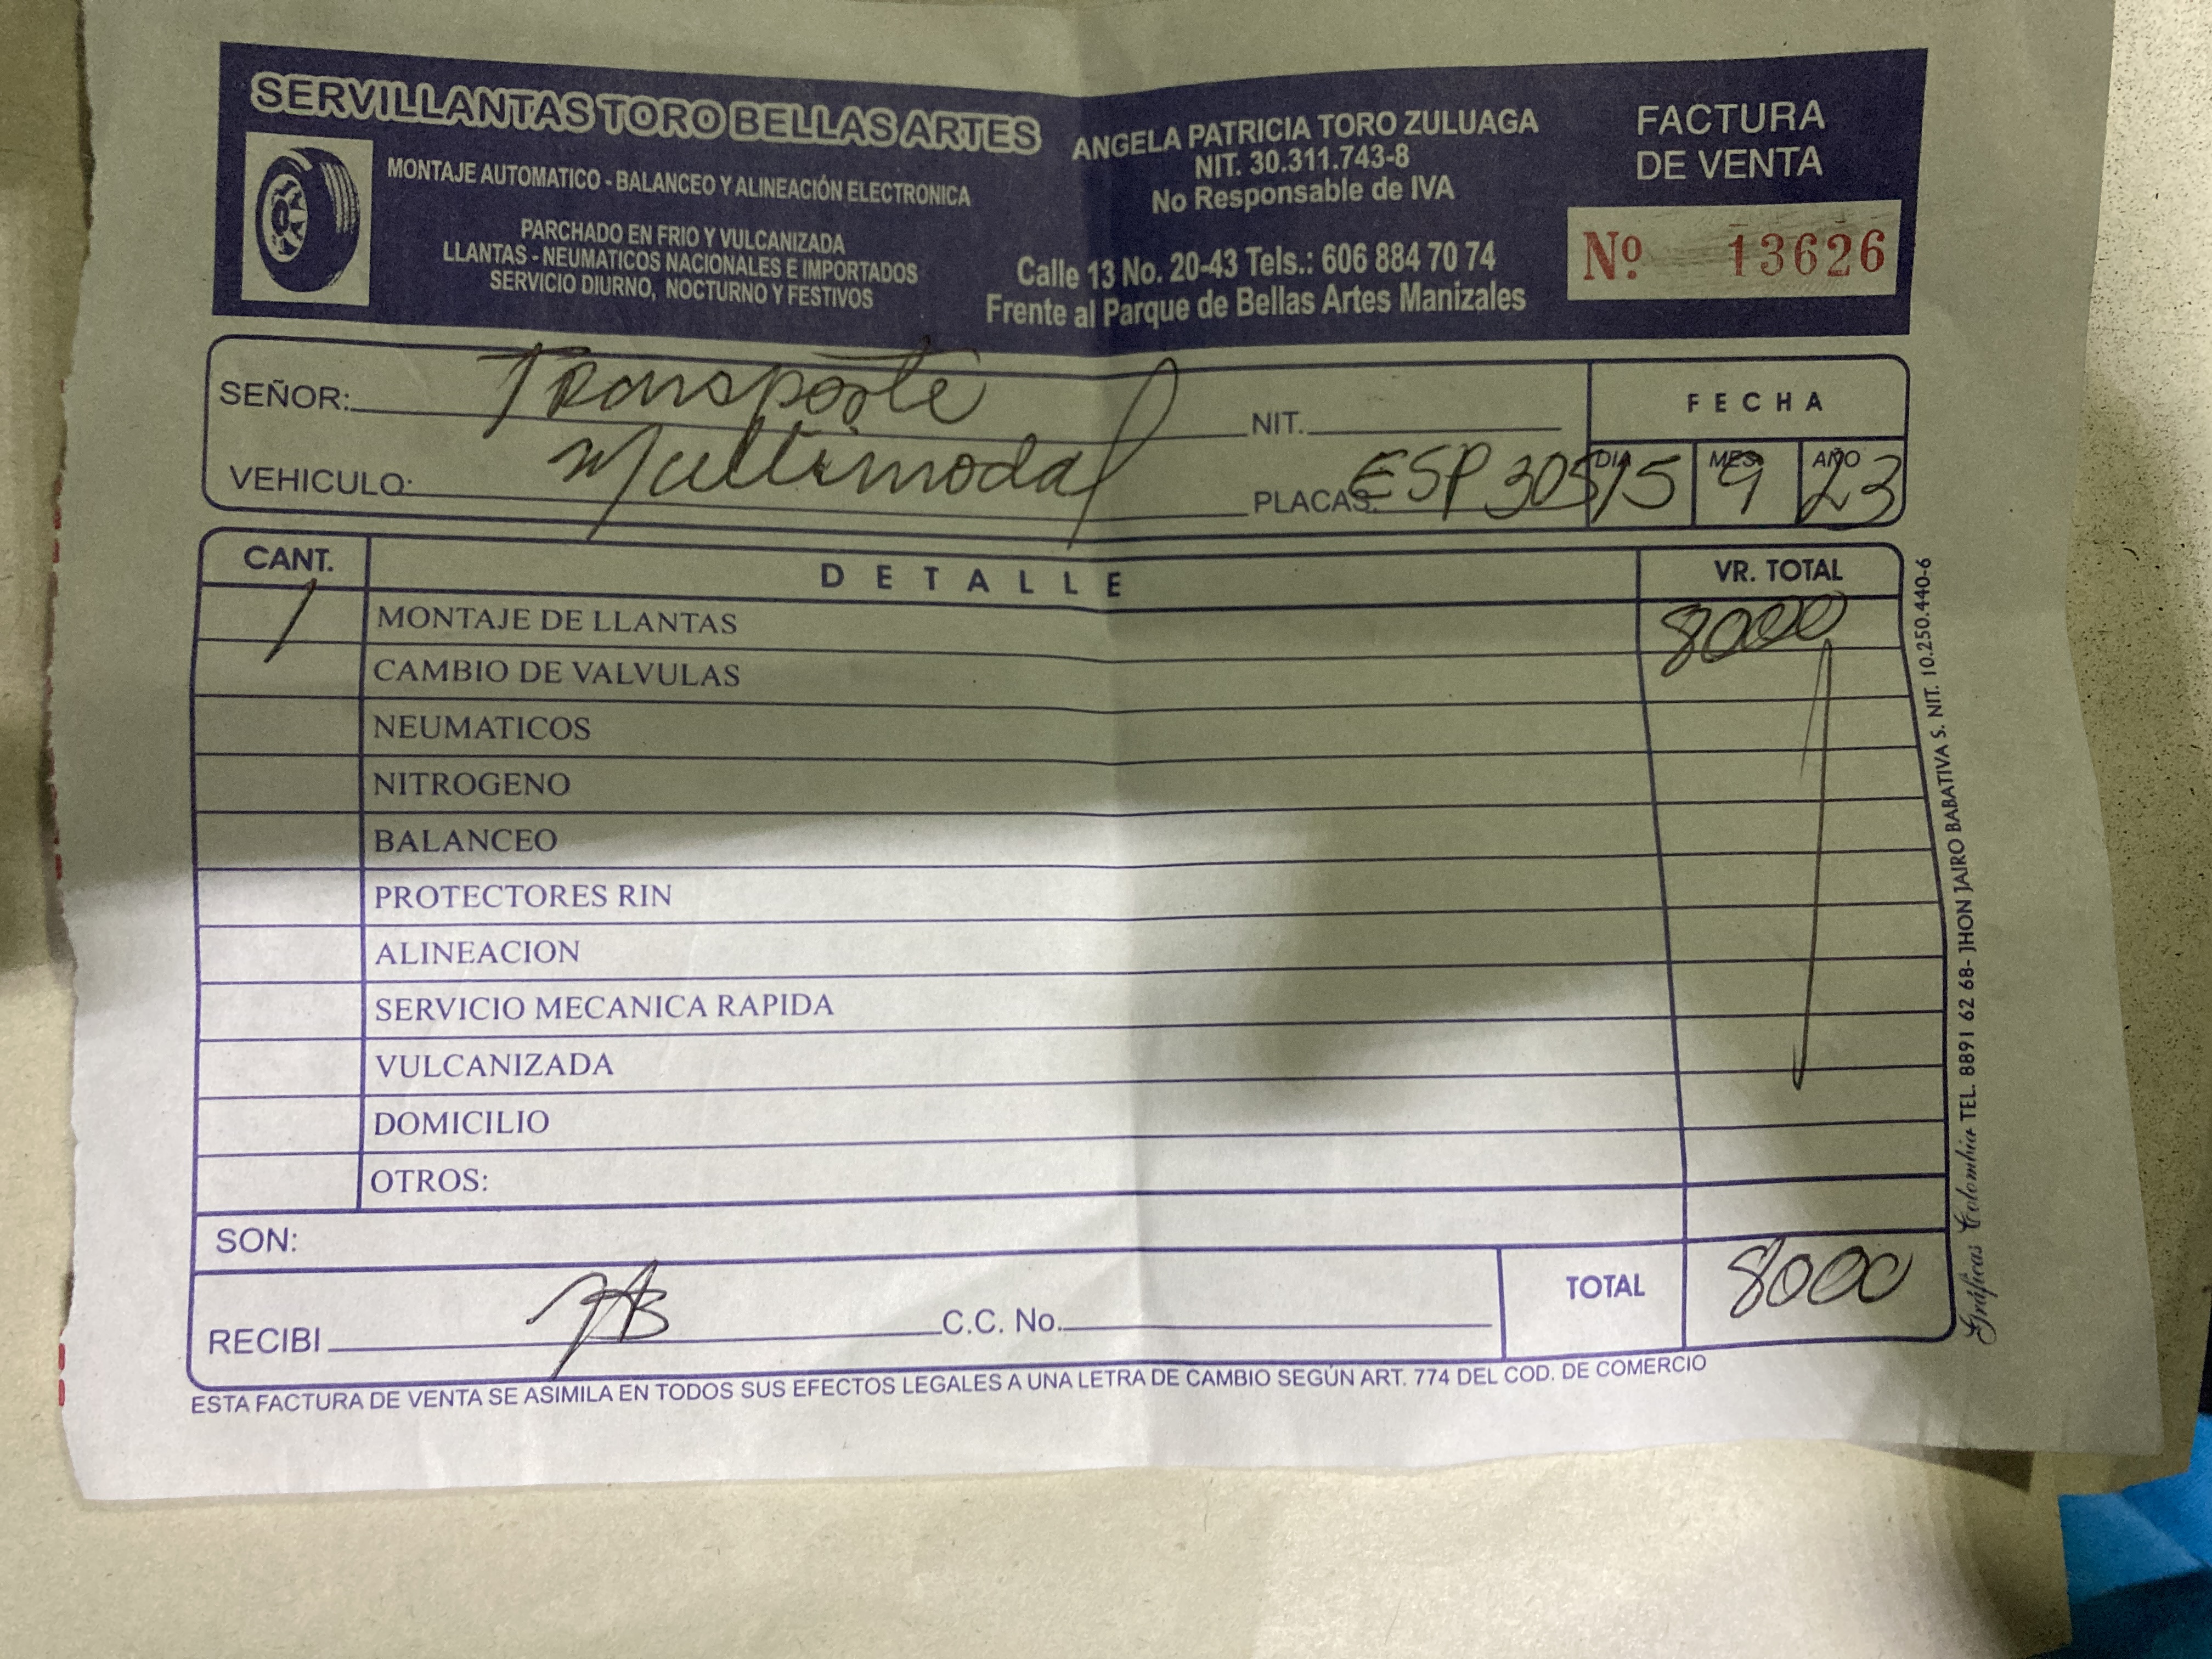 SERVILLANTAS TORO BELLAS ARTES
MONTAJE AUTOMATICO - BALANCEO Y ALINEACIÓN ELECTRONICA
PARCHADO EN FRIO Y VULCANIZADA
LLANTAS - NEUMATICOS NACIONALES E IMPORTADOS
SERVICIO DIURNO, NOCTURNO Y FESTIVOS
ANGELA PATRICIA TORO ZULUAGA
NIT. 30.311.743-8
No Responsable de IVA
Calle 13 No. 20-43 Tels.: 606 884 70 74
Frente al Parque de Bellas Artes Manizales
FACTURA
DE VENTA
Nº 13626
SEÑOR: Transporte NIT.
VEHICULO: Multimodal PLACAS: ESP 305
FECHA
DIA MES AÑO
15 9 23
CANT. DETALLE VR. TOTAL
1 MONTAJE DE LLANTAS 8000
CAMBIO DE VALVULAS
NEUMATICOS
NITROGENO
BALANCEO
PROTECTORES RIN
ALINEACION
SERVICIO MECANICA RAPIDA
VULCANIZADA
DOMICILIO
OTROS:
SON:
RECIBI C.C. No. TOTAL 8000
ESTA FACTURA DE VENTA SE ASIMILA EN TODOS SUS EFECTOS LEGALES A UNA LETRA DE CAMBIO SEGÚN ART. 774 DEL COD. DE COMERCIO
Gráficas Colombia TEL. 8891 62 68- JHON JAIRO BABATIVA S. NIT. 10.250.440-6